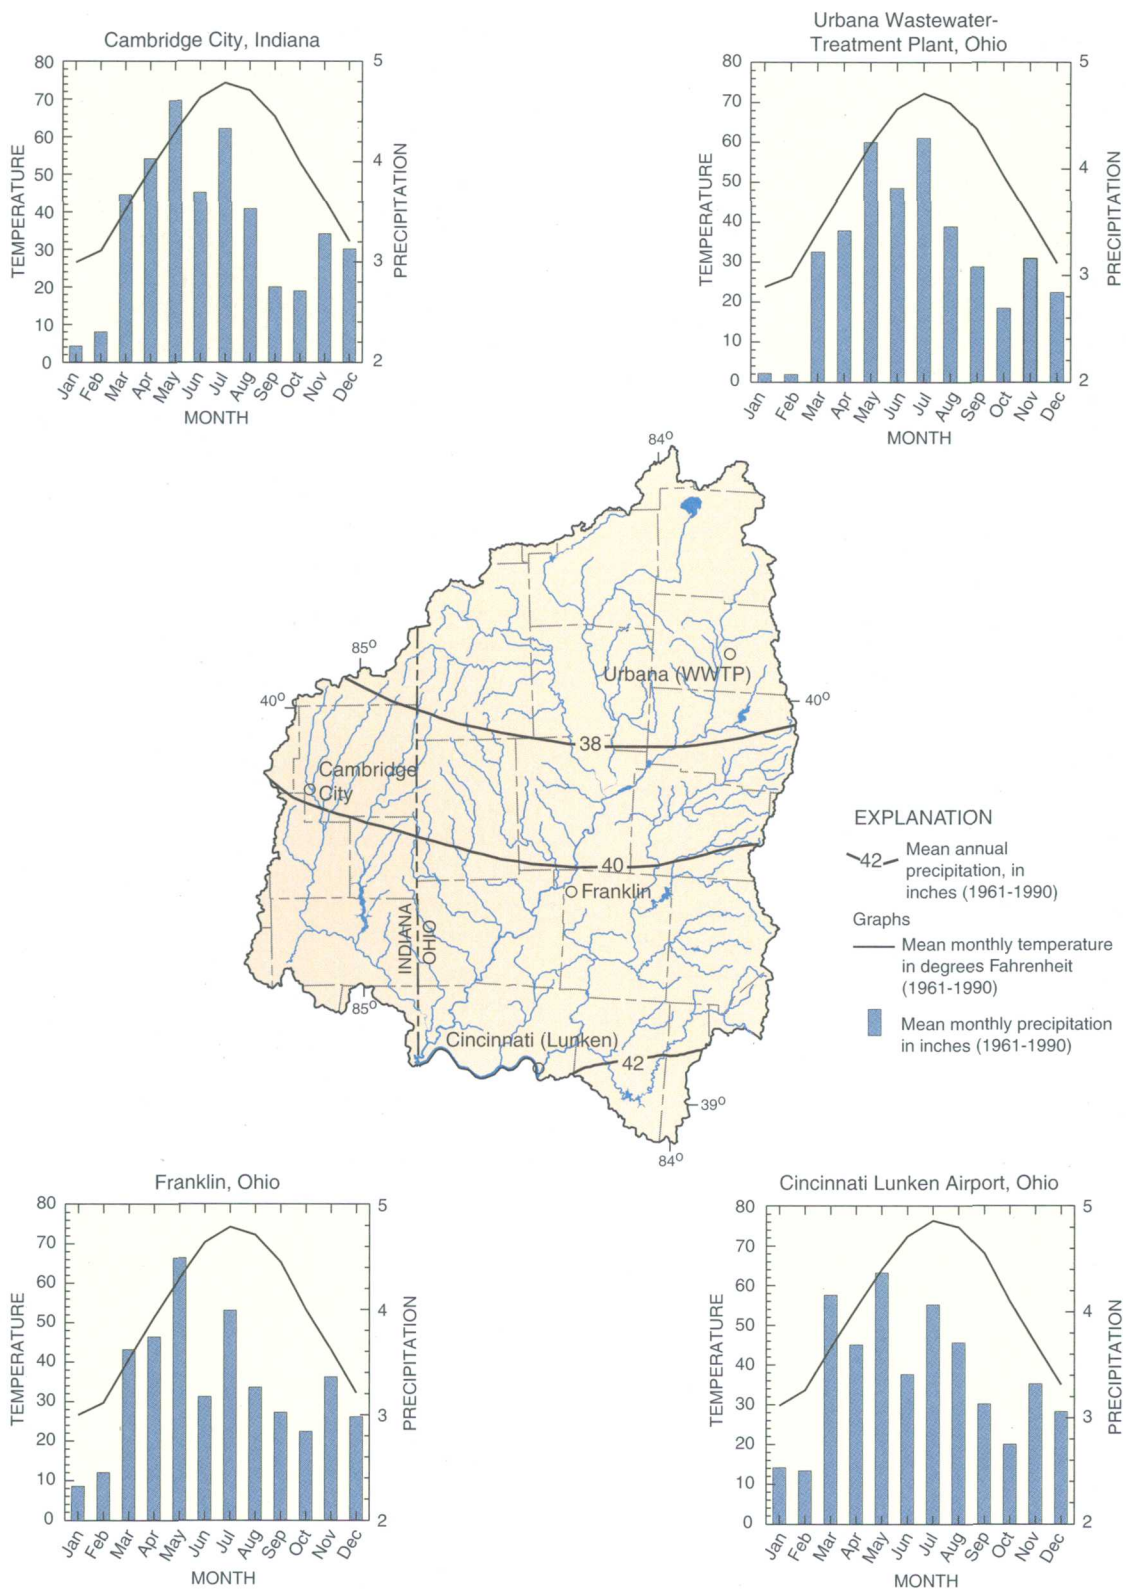 Cambridge City, Indiana
80
70
60
50
40
30
20
10
0
TEMPERATURE
5
4
3
2
PRECIPITATION
Jan Feb Mar Apr May Jun Jul Aug Sep Oct Nov Dec
MONTH
Urbana Wastewater-
Treatment Plant, Ohio
80
70
60
50
40
30
20
10
0
TEMPERATURE
5
4
3
2
PRECIPITATION
Jan Feb Mar Apr May Jun Jul Aug Sep Oct Nov Dec
MONTH
84°
85°
40°
Urbana (WWTP)
40°
38
Cambridge
City
40
Franklin
INDIANA
OHIO
85°
Cincinnati (Lunken)
42
39°
84°
EXPLANATION
42 Mean annual
precipitation, in
inches (1961-1990)
Graphs
Mean monthly temperature
in degrees Fahrenheit
(1961-1990)
Mean monthly precipitation
in inches (1961-1990)
Franklin, Ohio
80
70
60
50
40
30
20
10
0
TEMPERATURE
5
4
3
2
PRECIPITATION
Jan Feb Mar Apr May Jun Jul Aug Sep Oct Nov Dec
MONTH
Cincinnati Lunken Airport, Ohio
80
70
60
50
40
30
20
10
0
TEMPERATURE
5
4
3
2
PRECIPITATION
Jan Feb Mar Apr May Jun Jul Aug Sep Oct Nov Dec
MONTH